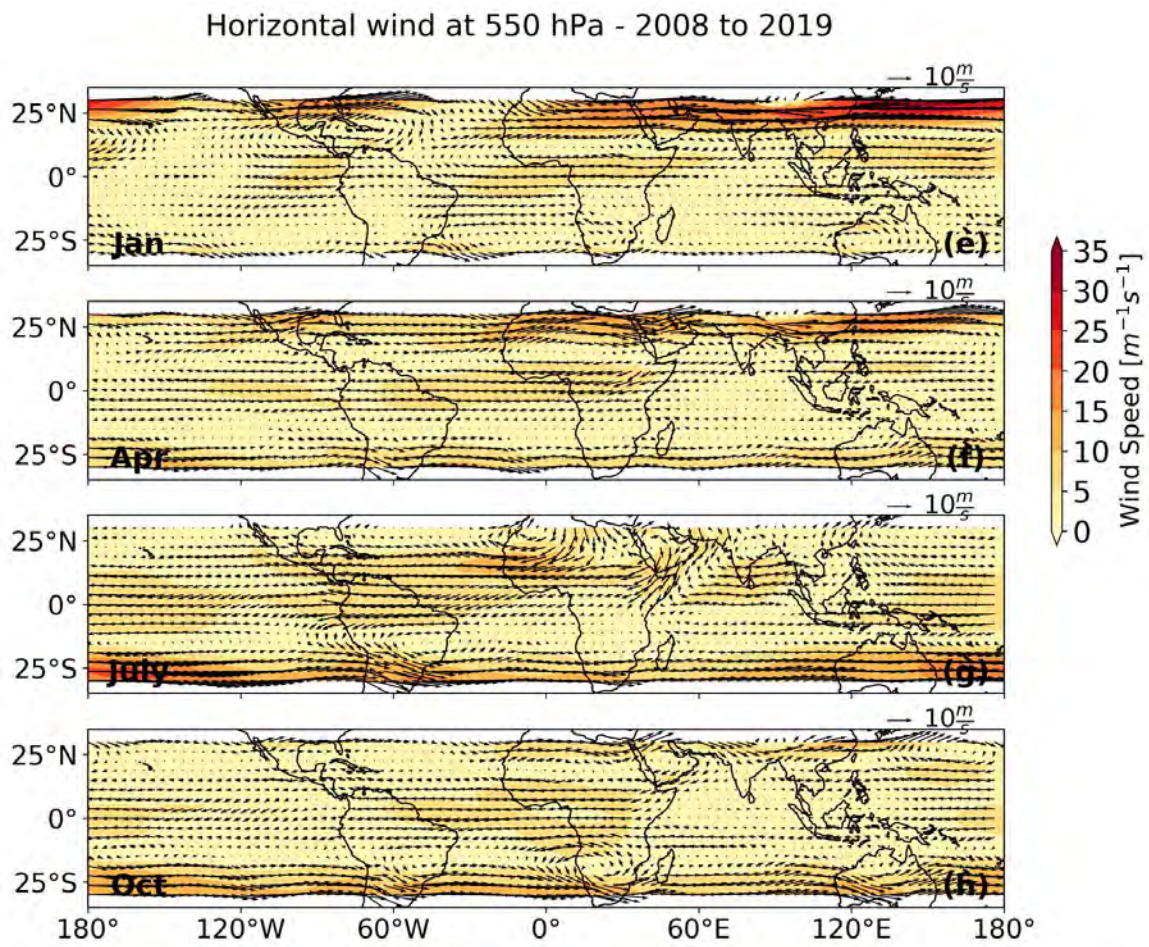 Horizontal wind at 550 hPa - 2008 to 2019
10 m/s
25°N
0°
25°S
Jan
(e)
10 m/s
25°N
0°
25°S
Apr
(f)
10 m/s
25°N
0°
25°S
July
(g)
10 m/s
25°N
0°
25°S
Oct
(h)
180°
120°W
60°W
0°
60°E
120°E
180°
35
30
25
20
15
10
5
0
Wind Speed [m⁻¹s⁻¹]